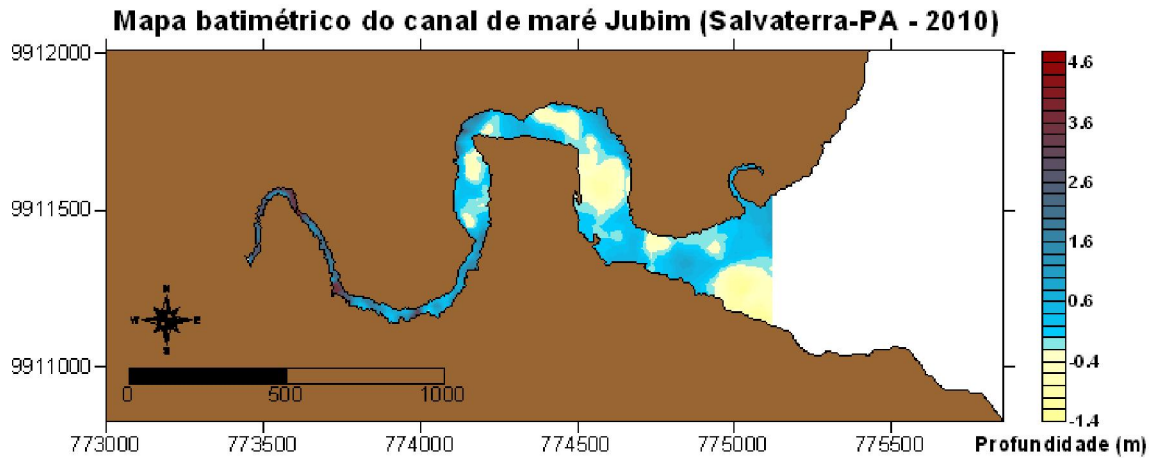 Mapa batimétrico do canal de maré Jubim (Salvaterra-PA - 2010)
9912000
9911500
9911000
N
W E
S
0 500 1000
773000 773500 774000 774500 775000 775500
4.6
3.6
2.6
1.6
0.6
-0.4
-1.4
Profundidade (m)